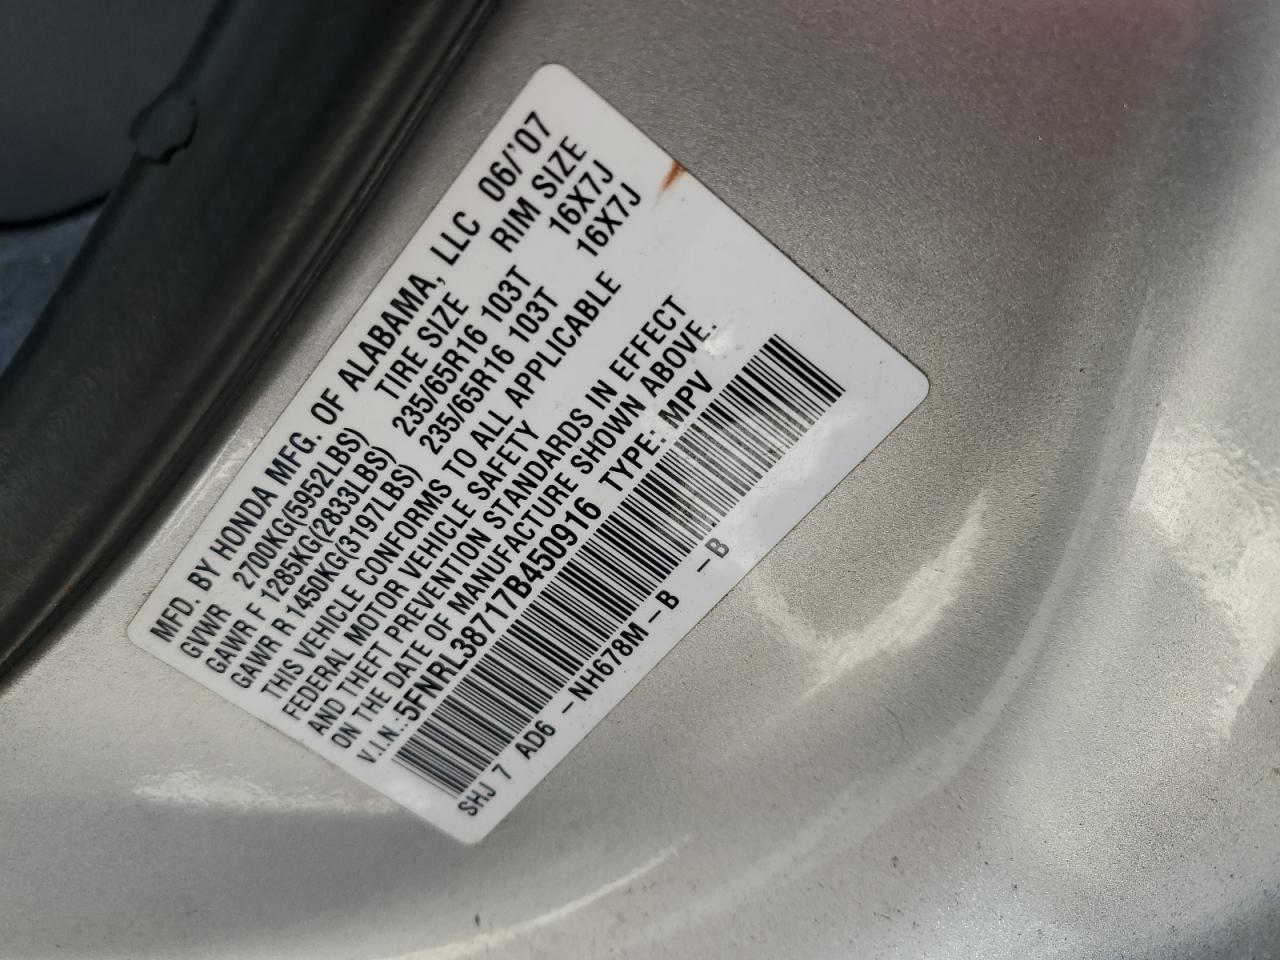 MFD. BY HONDA MFG. OF ALABAMA, LLC 06/'07
GVWR 2700KG(5952LBS) TIRE SIZE RIM SIZE
GAWR F 1285KG(2833LBS) 235/65R16 103T 16X7J
GAWR R 1450KG(3197LBS) 235/65R16 103T 16X7J
THIS VEHICLE CONFORMS TO ALL APPLICABLE
FEDERAL MOTOR VEHICLE SAFETY
AND THEFT PREVENTION STANDARDS IN EFFECT
ON THE DATE OF MANUFACTURE SHOWN ABOVE.
V.I.N.:5FNRL38717B450916 TYPE: MPV
SHJ 7 AD6 -NH678M-B -B